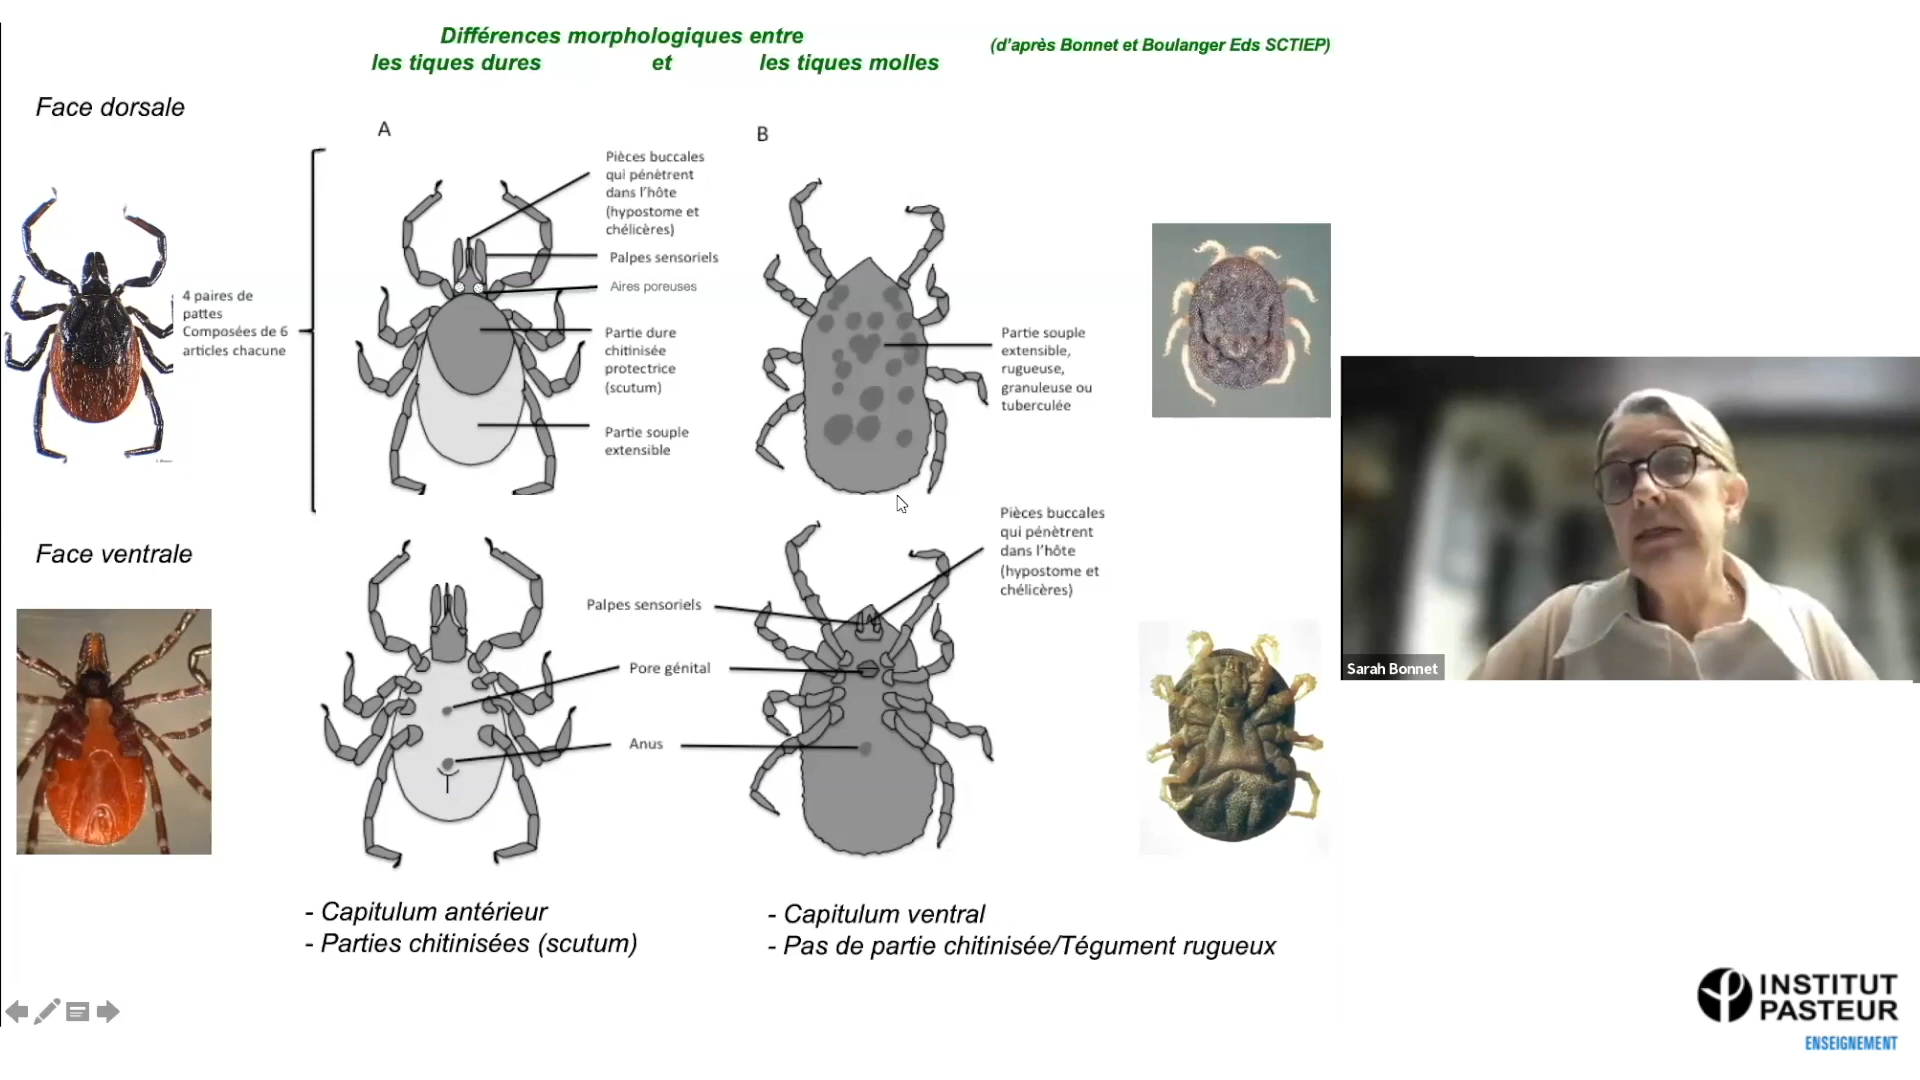 Différences morphologiques entre
les tiques dures et les tiques molles
(d'après Bonnet et Boulanger Eds SCTIEP)
Face dorsale
A
B
Pièces buccales
qui pénètrent
dans l'hôte
(hypostome et
chélicères)
Palpes sensoriels
Aires poreuses
4 paires de
pattes
Composées de 6
articles chacune
Partie dure
chitinisée
protectrice
(scutum)
Partie souple
extensible
Partie souple
extensible,
rugueuse,
granuleuse ou
tuberculée
Face ventrale
Pièces buccales
qui pénètrent
dans l'hôte
(hypostome et
chélicères)
Palpes sensoriels
Pore génital
Anus
- Capitulum antérieur
- Parties chitinisées (scutum)
- Capitulum ventral
- Pas de partie chitinisée/Tégument rugueux
Sarah Bonnet
INSTITUT
PASTEUR
ENSEIGNEMENT